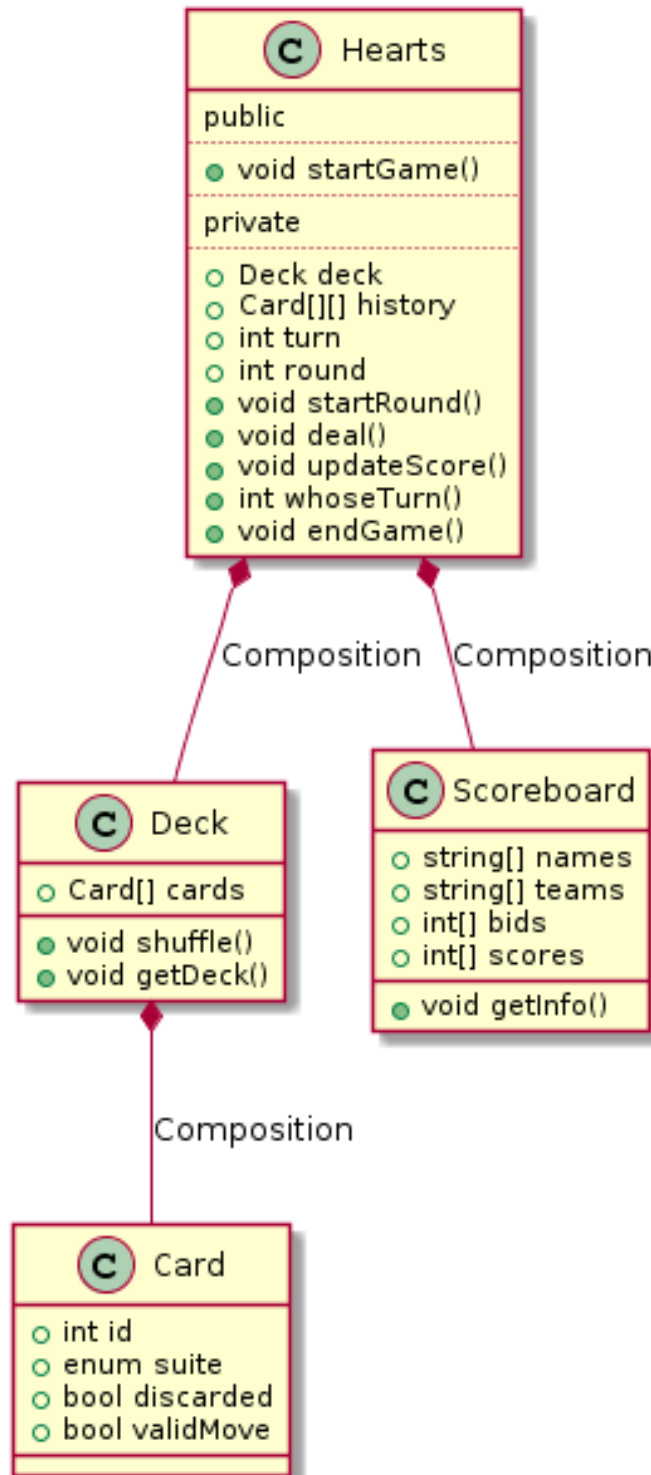 C Hearts
public
void startGame()
private
Deck deck
Card[][] history
int turn
int round
void startRound()
void deal()
void updateScore()
int whoseTurn()
void endGame()
Composition
Composition
C Deck
Card[] cards
void shuffle()
void getDeck()
C Scoreboard
string[] names
string[] teams
int[] bids
int[] scores
void getInfo()
Composition
C Card
int id
enum suite
bool discarded
bool validMove